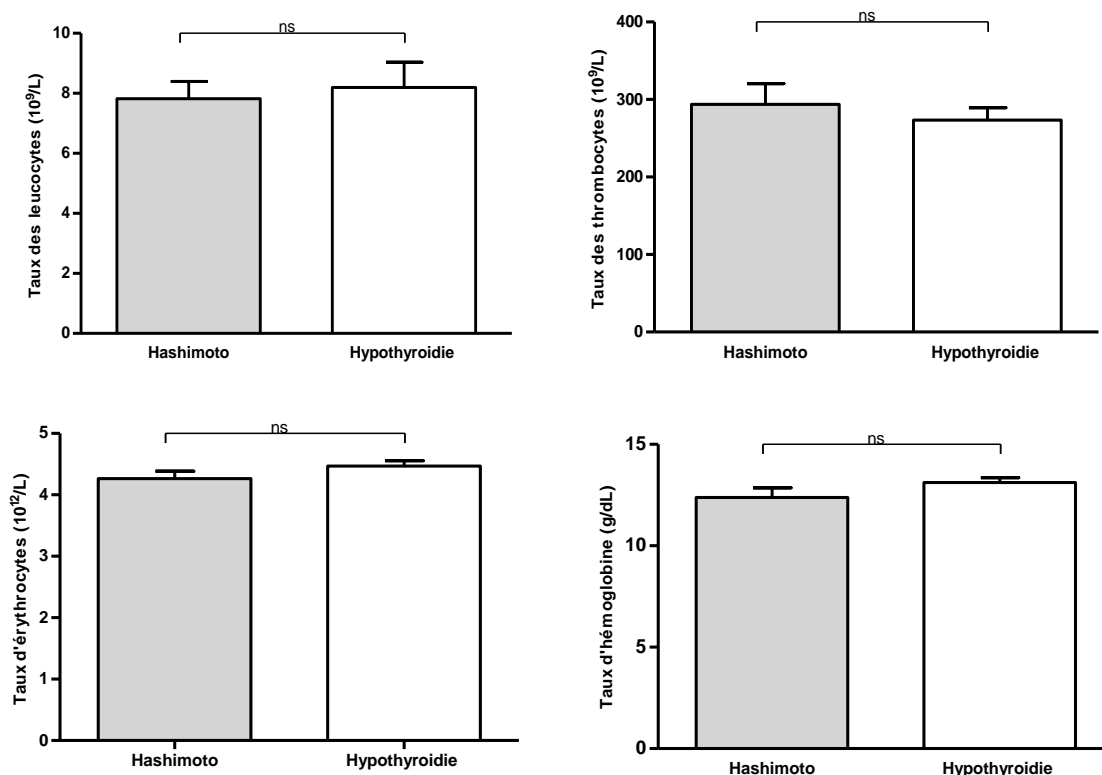 ns
Taux des leucocytes (10⁹/L)
10
8
6
4
2
0
Hashimoto
Hypothyroidie
ns
Taux des thrombocytes (10⁹/L)
400
300
200
100
0
Hashimoto
Hypothyroidie
ns
Taux d'érythrocytes (10¹²/L)
5
4
3
2
1
0
Hashimoto
Hypothyroidie
ns
Taux d'hémoglobine (g/dL)
15
10
5
0
Hashimoto
Hypothyroidie